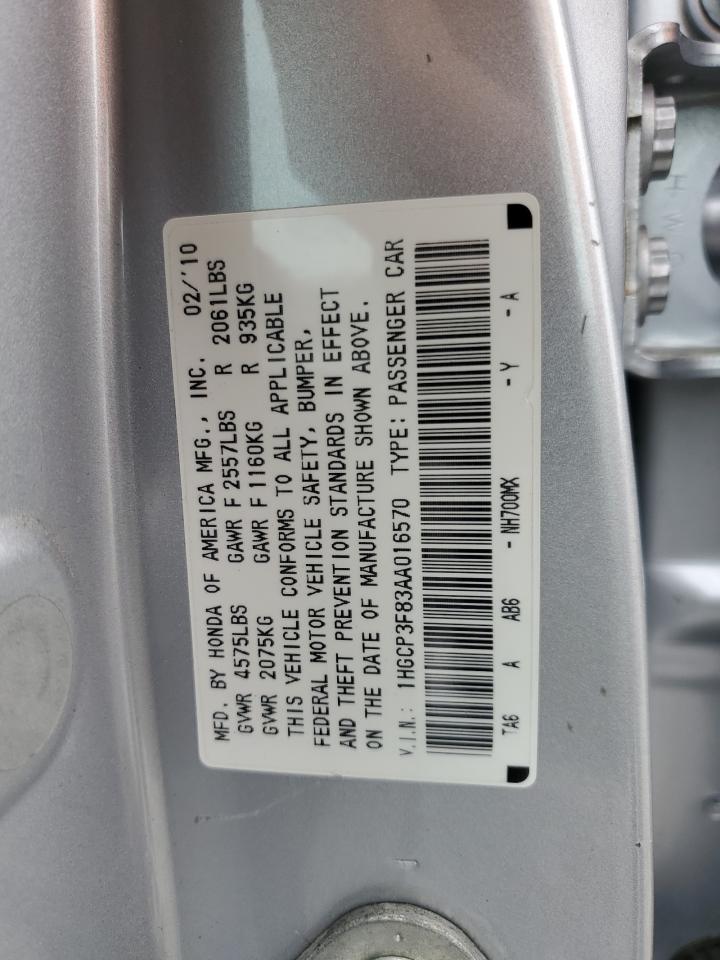 MFD. BY HONDA OF AMERICA MFG., INC. 02/'10
GVWR 4575LBS GAWR F 2557LBS R 2061LBS
GVWR 2075KG GAWR F 1160KG R 935KG
THIS VEHICLE CONFORMS TO ALL APPLICABLE
FEDERAL MOTOR VEHICLE SAFETY, BUMPER,
AND THEFT PREVENTION STANDARDS IN EFFECT
ON THE DATE OF MANUFACTURE SHOWN ABOVE.
V.I.N.: 1HGCP3F83AA016570 TYPE: PASSENGER CAR
TA6 A AB6 - NH700MX - Y - A